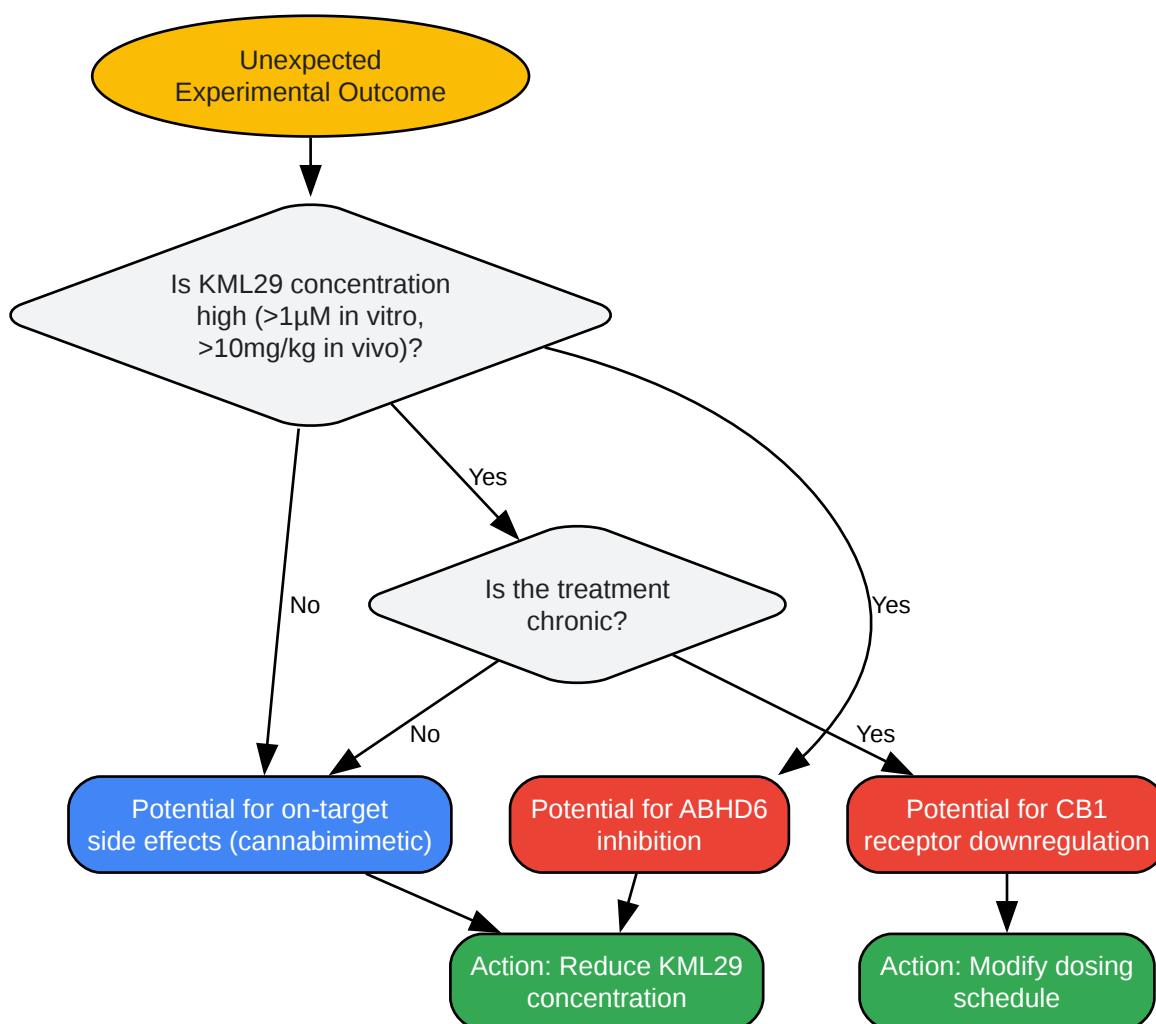 Unexpected
Experimental Outcome
Is KML29 concentration
high (>1µM in vitro,
>10mg/kg in vivo)?
Yes
Is the treatment
chronic?
No
Yes
No
Yes
Potential for on-target
side effects (cannabimimetic)
Potential for ABHD6
inhibition
Potential for CB1
receptor downregulation
Action: Reduce KML29
concentration
Action: Modify dosing
schedule